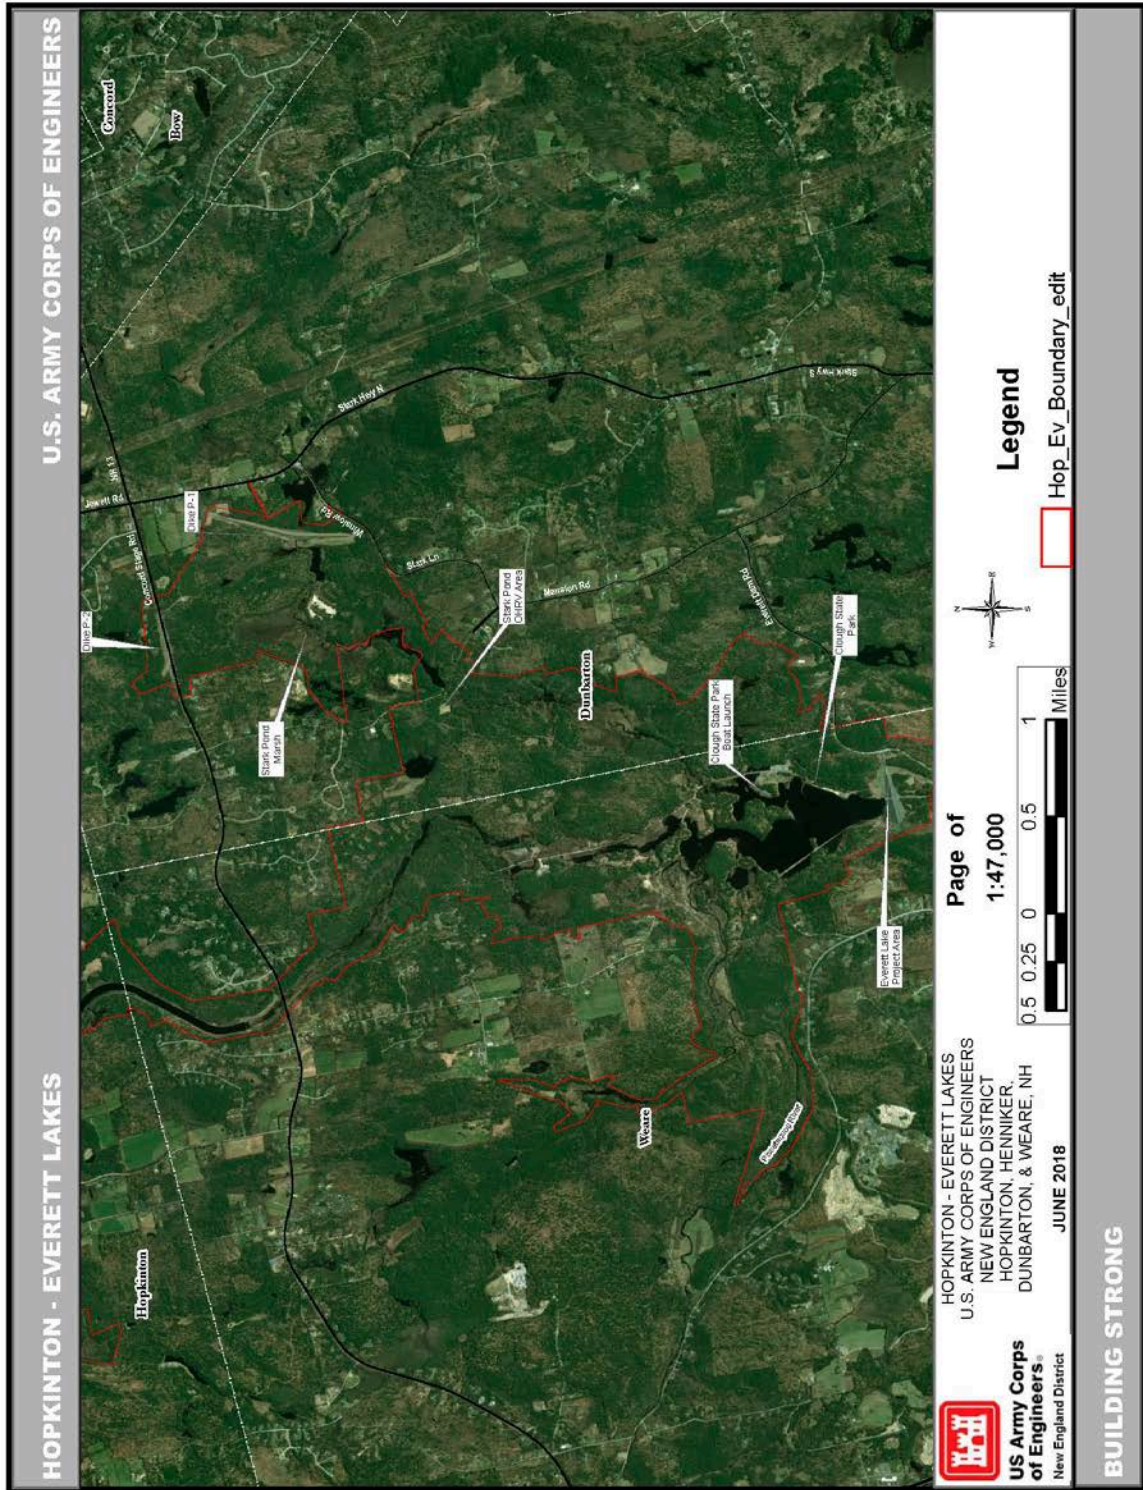 HOPKINTON - EVERETT LAKES
U.S. ARMY CORPS OF ENGINEERS
Concord
Bow
Hopkinton
Dike P-2
Jewett Rd
NH 13
Concord Stage Rd
Dike P-1
Stark Pond
Marsh
Winslow Rd
Stark Hwy N
Stark Ln
Stark Pond
OHRV Area
Mansion Rd
Dunbarton
Weare
Everett Dam Rd
Clough State Park
Boat Launch
Clough State
Park
Stark Hwy S
Piscataquog River
Everett Lake
Project Area
US Army Corps
of Engineers®
New England District
HOPKINTON - EVERETT LAKES
U.S. ARMY CORPS OF ENGINEERS
NEW ENGLAND DISTRICT
HOPKINTON, HENNIKER,
DUNBARTON, & WEARE, NH
JUNE 2018
Page of
1:47,000
0.5 0.25 0 0.5 1
Miles
N
W
E
S
Legend
Hop_Ev_Boundary_edit
BUILDING STRONG